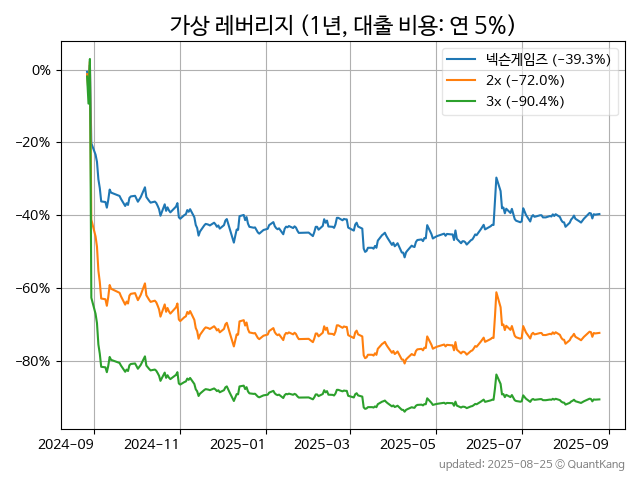 가상 레버리지 (1년, 대출 비용: 연 5%)
넥슨게임즈 (−39.3%)
2x (−72.0%)
3x (−90.4%)
0%
−20%
−40%
−60%
−80%
2024-09 2024-11 2025-01 2025-03 2025-05 2025-07 2025-09
updated: 2025-08-25 © QuantKang